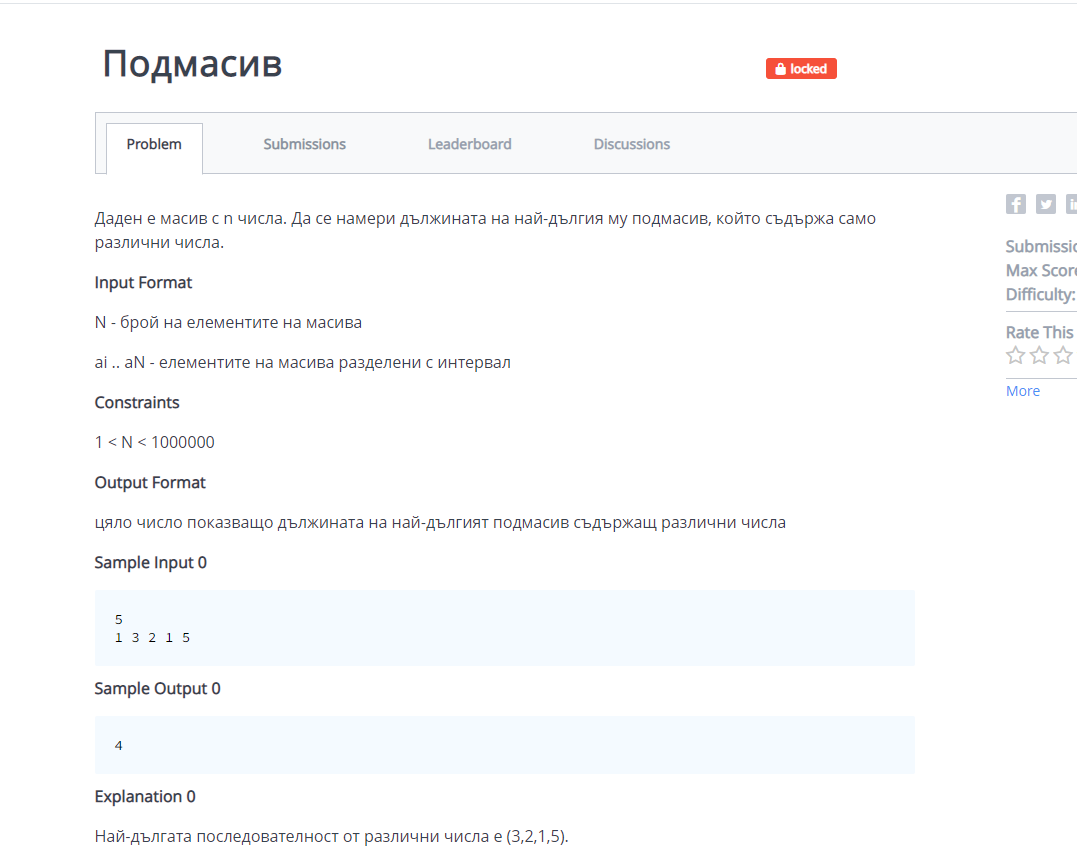 Подмасив
locked
Problem
Submissions
Leaderboard
Discussions
Даден е масив с n числа. Да се намери дължината на най-дългия му подмасив, който съдържа само
различни числа.
Input Format
N - брой на елементите на масива
ai .. aN - елементите на масива разделени с интервал
Constraints
1 < N < 1000000
Output Format
цяло число показващо дължината на най-дългият подмасив съдържащ различни числа
Sample Input 0
5
1 3 2 1 5
Sample Output 0
4
Explanation 0
Най-дългата последователност от различни числа е (3,2,1,5).
Max
Difficulty:
Rate This
More